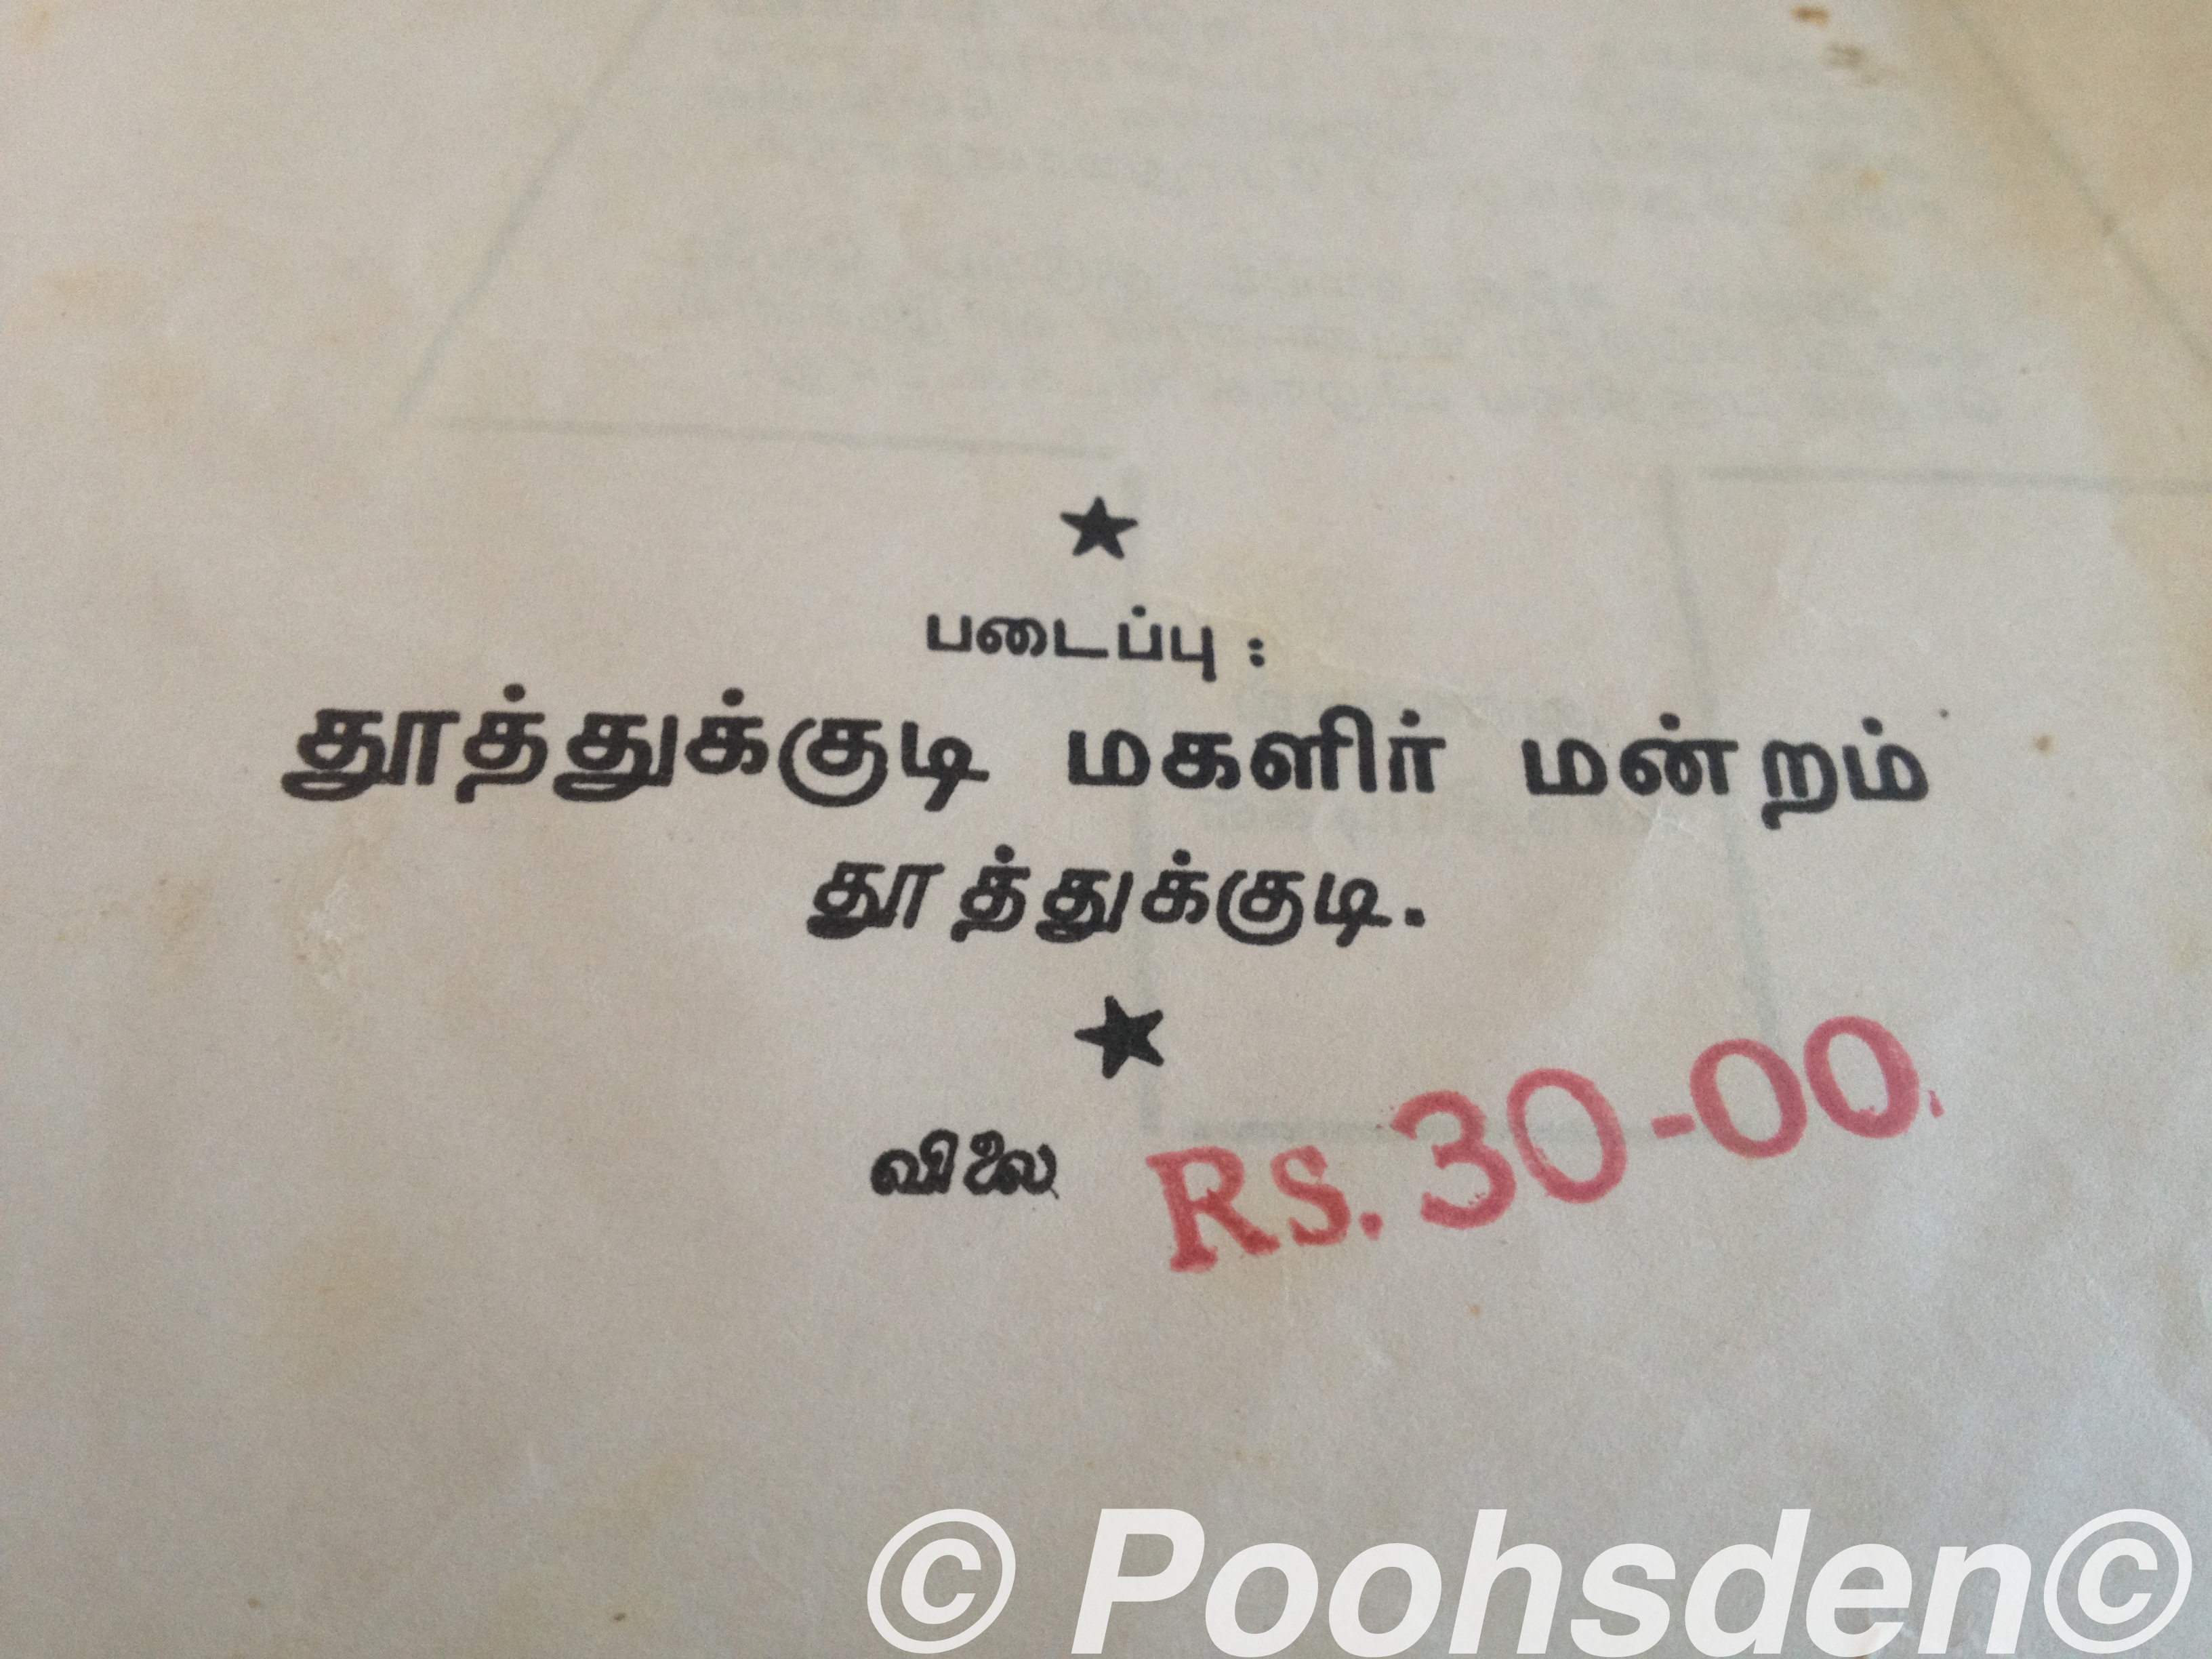 ★
படைப்பு :
தூத்துக்குடி மகளிர் மன்றம்
தூத்துக்குடி.
★
விலை Rs. 30-00.
© Poohsden©